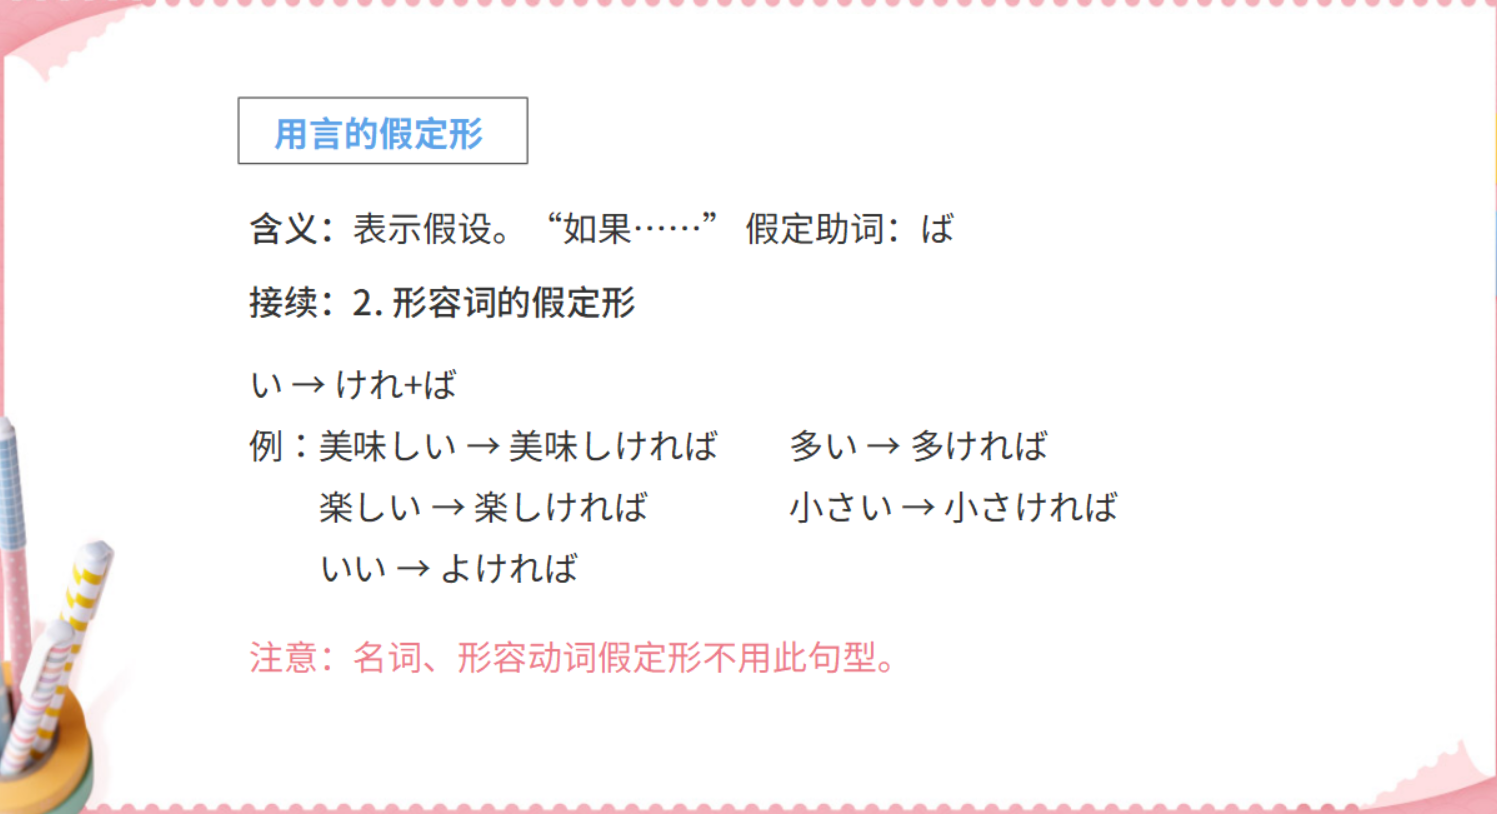 用言的假定形
含义：表示假设。 “如果……” 假定助词：ば
接续：2. 形容词的假定形
い → けれ+ば
例：美味しい → 美味しければ 多い → 多ければ
楽しい → 楽しければ 小さい → 小さければ
いい → よければ
注意：名词、形容动词假定形不用此句型。